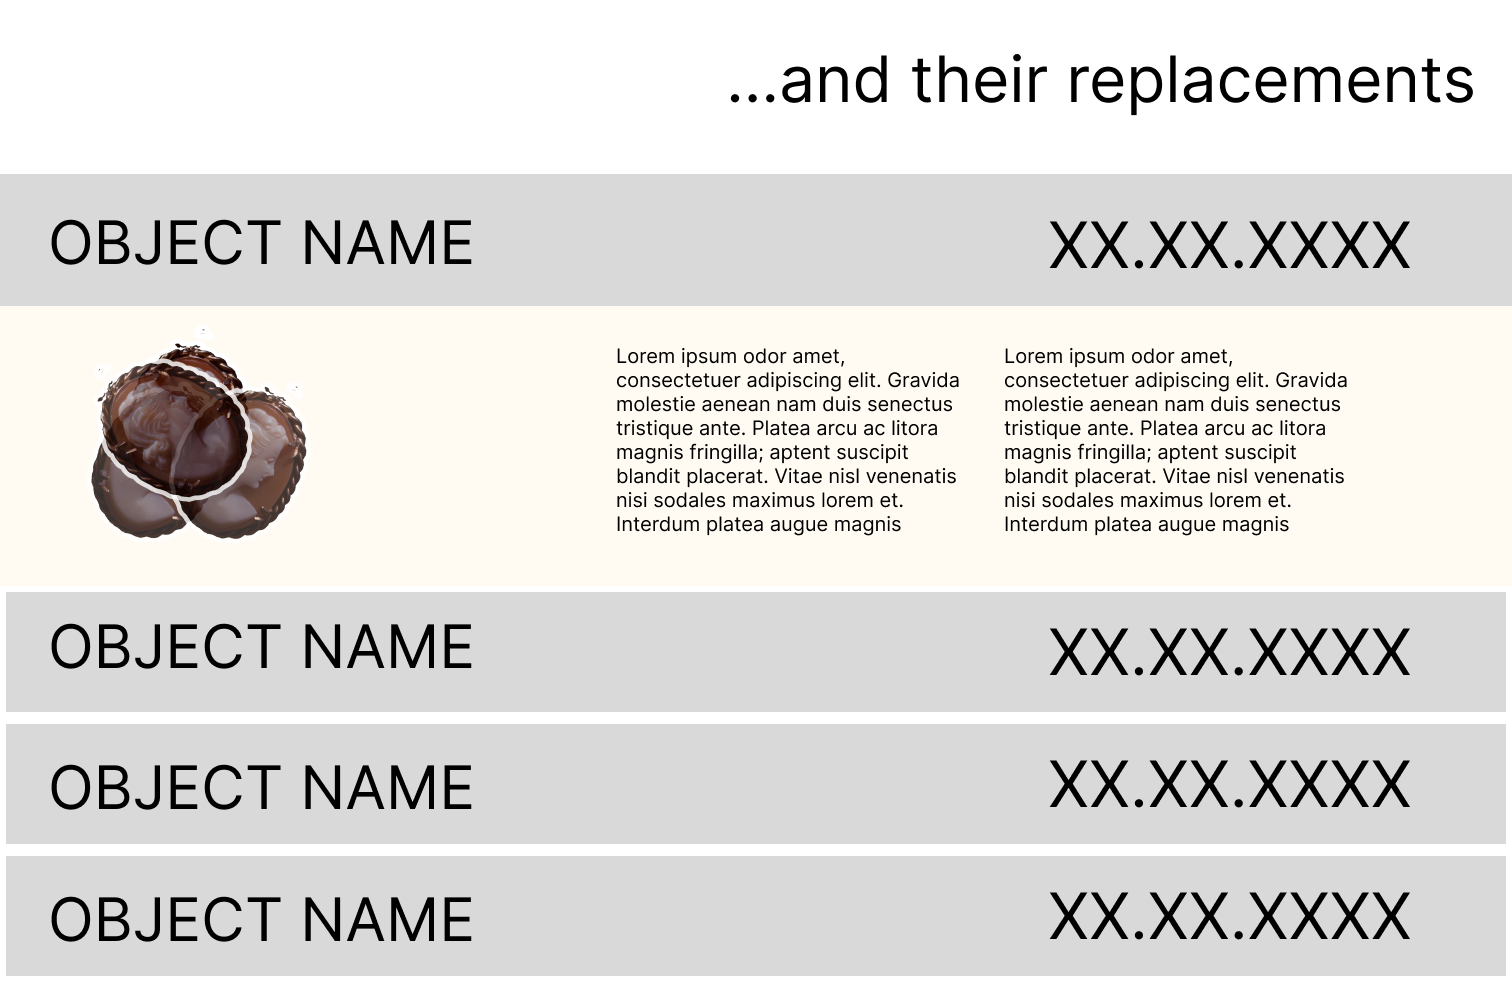 ...and their replacements
OBJECT NAME XX.XX.XXXX
Lorem ipsum odor amet,
consectetuer adipiscing elit. Gravida
molestie aenean nam duis senectus
tristique ante. Platea arcu ac litora
magnis fringilla; aptent suscipit
blandit placerat. Vitae nisl venenatis
nisi sodales maximus lorem et.
Interdum platea augue magnis
Lorem ipsum odor amet,
consectetuer adipiscing elit. Gravida
molestie aenean nam duis senectus
tristique ante. Platea arcu ac litora
magnis fringilla; aptent suscipit
blandit placerat. Vitae nisl venenatis
nisi sodales maximus lorem et.
Interdum platea augue magnis
OBJECT NAME XX.XX.XXXX
OBJECT NAME XX.XX.XXXX
OBJECT NAME XX.XX.XXXX